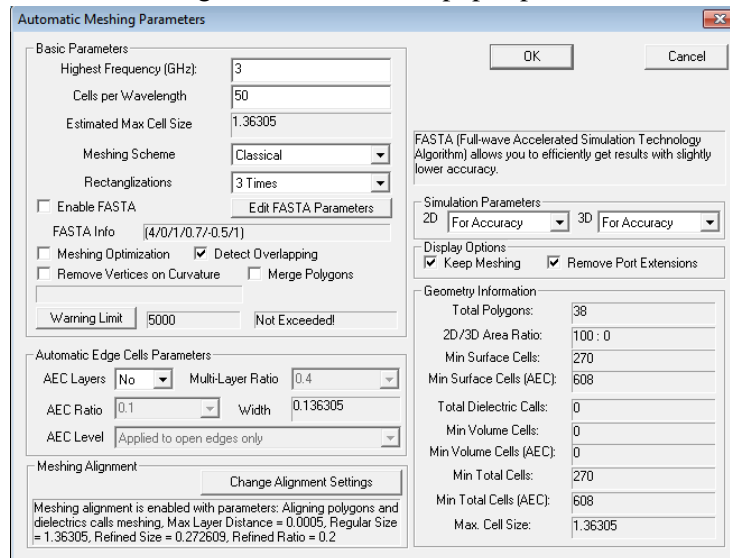 Automatic Meshing Parameters
Basic Parameters
Highest Frequency (GHz): 3
Cells per Wavelength 50
Estimated Max Cell Size 1.36305
Meshing Scheme Classical
Rectanglizations 3 Times
Enable FASTA Edit FASTA Parameters
FASTA Info (4/0/1/0.7/-0.5/1)
Meshing Optimization Detect Overlapping
Remove Vertices on Curvature Merge Polygons
Warning Limit 5000 Not Exceeded!
Automatic Edge Cells Parameters
AEC Layers No Multi-Layer Ratio 0.4
AEC Ratio 0.1 Width 0.136305
AEC Level Applied to open edges only
Meshing Alignment
Change Alignment Settings
Meshing alignment is enabled with parameters: Aligning polygons and
dielectrics calls meshing, Max Layer Distance = 0.0005, Regular Size
= 1.36305, Refined Size = 0.272609, Refined Ratio = 0.2
OK Cancel
FASTA (Full-wave Accelerated Simulation Technology
Algorithm) allows you to efficiently get results with slightly
lower accuracy.
Simulation Parameters
2D For Accuracy 3D For Accuracy
Display Options
Keep Meshing Remove Port Extensions
Geometry Information
Total Polygons: 38
2D/3D Area Ratio: 100 : 0
Min Surface Cells: 270
Min Surface Cells (AEC): 608
Total Dielectric Calls: 0
Min Volume Cells: 0
Min Volume Cells (AEC): 0
Min Total Cells: 270
Min Total Cells (AEC): 608
Max. Cell Size: 1.36305